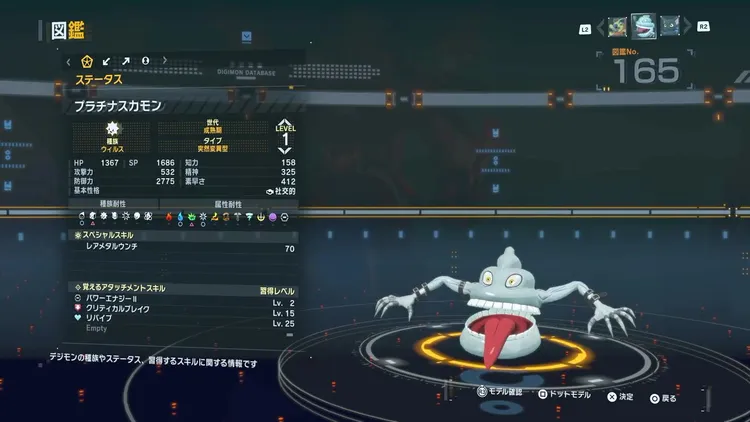 図鑑
L2
R2
図鑑No.
165
DIGIMON DATABASE
ステータス
プラチナスカモン
種族
ウイルス
世代
成熟期
タイプ
突然変異型
LEVEL
1
HP 1367 SP 1686 知力 158
攻撃力 532 精神 325
防御力 2775 素早さ 412
基本性格 社交的
種族耐性 属性耐性
スペシャルスキル
レアメタルウンチ 70
覚えるアタッチメントスキル 習得レベル
パワーエナジーⅡ Lv. 2
クリティカルブレイク Lv. 15
リバイブ Lv. 25
Empty
デジモンの種族やステータス、習得するスキルに関する情報です
R3 モデル確認 ドットモデル 決定 戻る